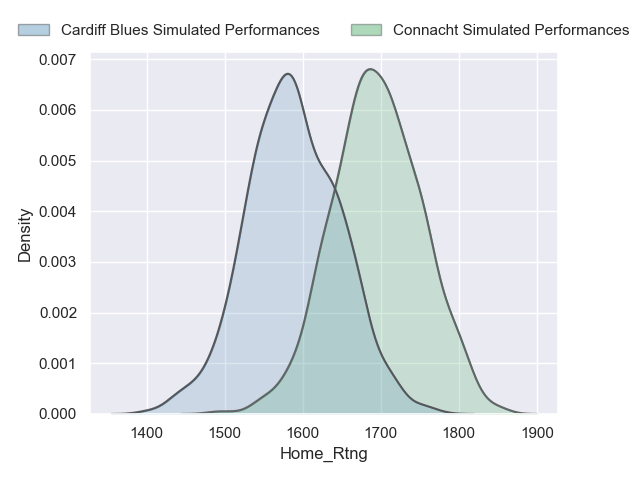 Cardiff Blues Simulated Performances Connacht Simulated Performances
0.007
0.006
0.005
0.004
0.003
0.002
0.001
0.000
Density
1400 1500 1600 1700 1800 1900
Home_Rtng